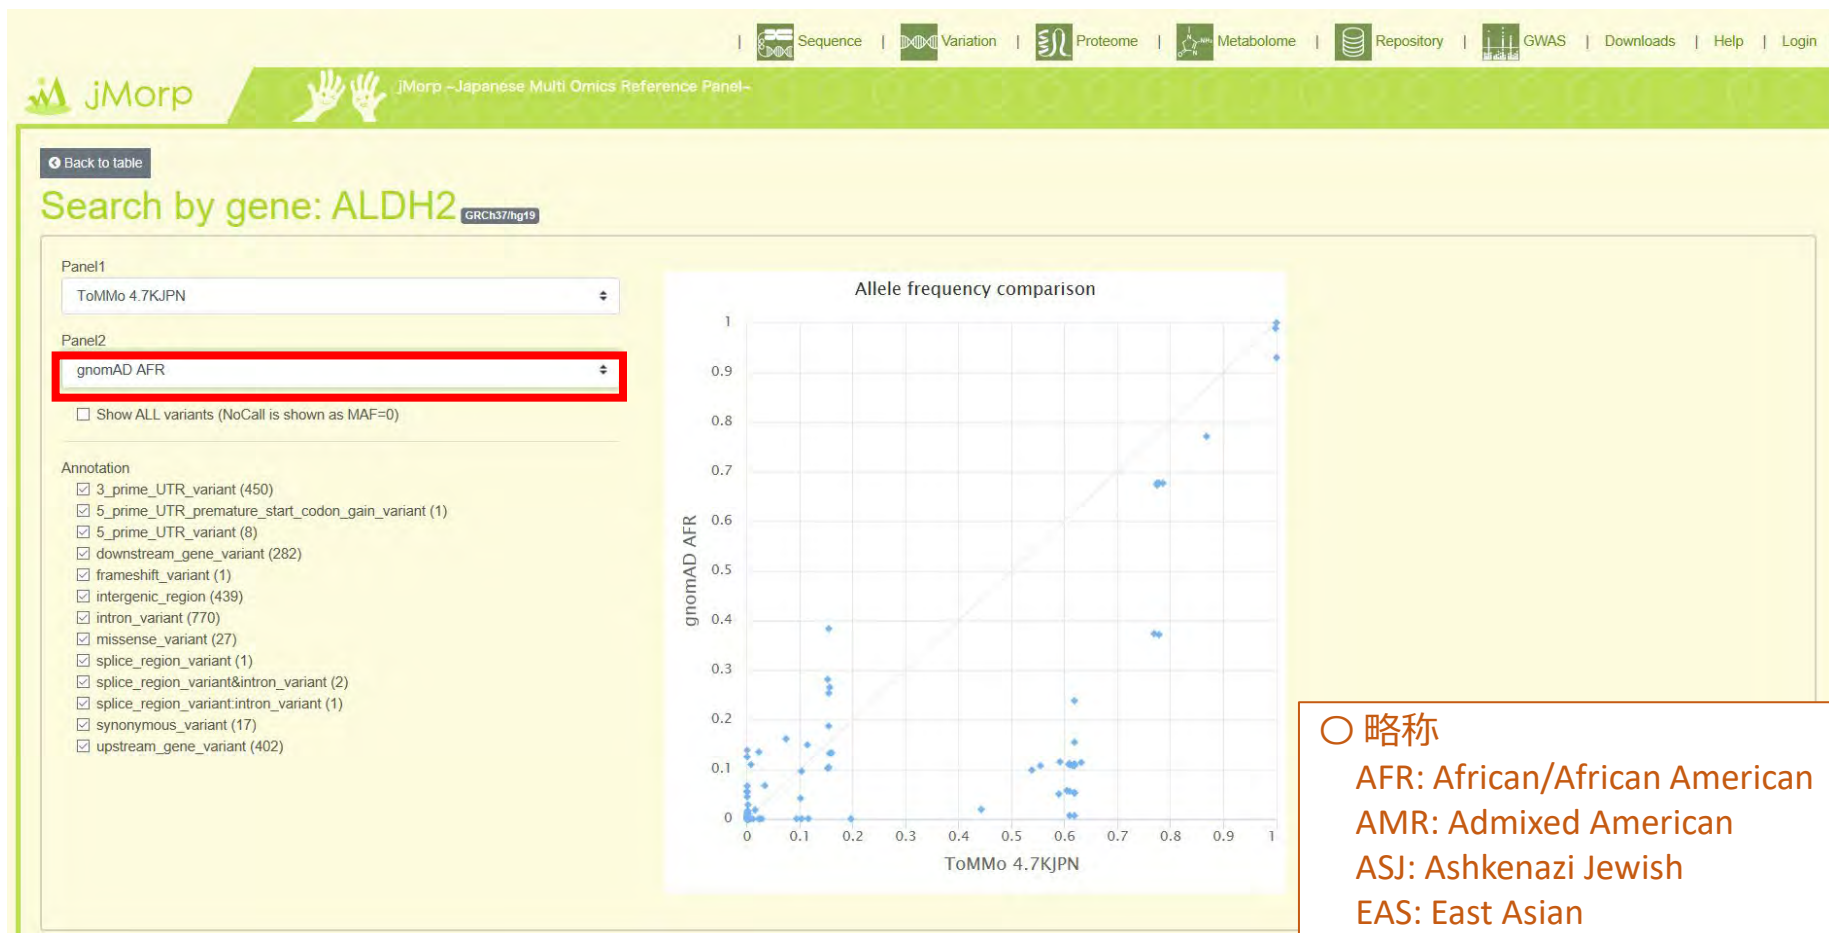 | Sequence | Variation | Proteome | Metabolome | Repository | GWAS | Downloads | Help | Login
jMorp
jMorp ~Japanese Multi Omics Reference Panel~
Back to table
Search by gene: ALDH2 GRCh37/hg19
Panel1
ToMMo 4.7KJPN
Panel2
gnomAD AFR
Show ALL variants (NoCall is shown as MAF=0)
Annotation
3_prime_UTR_variant (450)
5_prime_UTR_premature_start_codon_gain_variant (1)
5_prime_UTR_variant (8)
downstream_gene_variant (282)
frameshift_variant (1)
intergenic_region (439)
intron_variant (770)
missense_variant (27)
splice_region_variant (1)
splice_region_variant&intron_variant (2)
splice_region_variant:intron_variant (1)
synonymous_variant (17)
upstream_gene_variant (402)
Allele frequency comparison
1
0.9
0.8
0.7
0.6
0.5
0.4
0.3
0.2
0.1
0
gnomAD AFR
0 0.1 0.2 0.3 0.4 0.5 0.6 0.7 0.8 0.9 1
ToMMo 4.7KJPN
〇 略称
AFR: African/African American
AMR: Admixed American
ASJ: Ashkenazi Jewish
EAS: East Asian